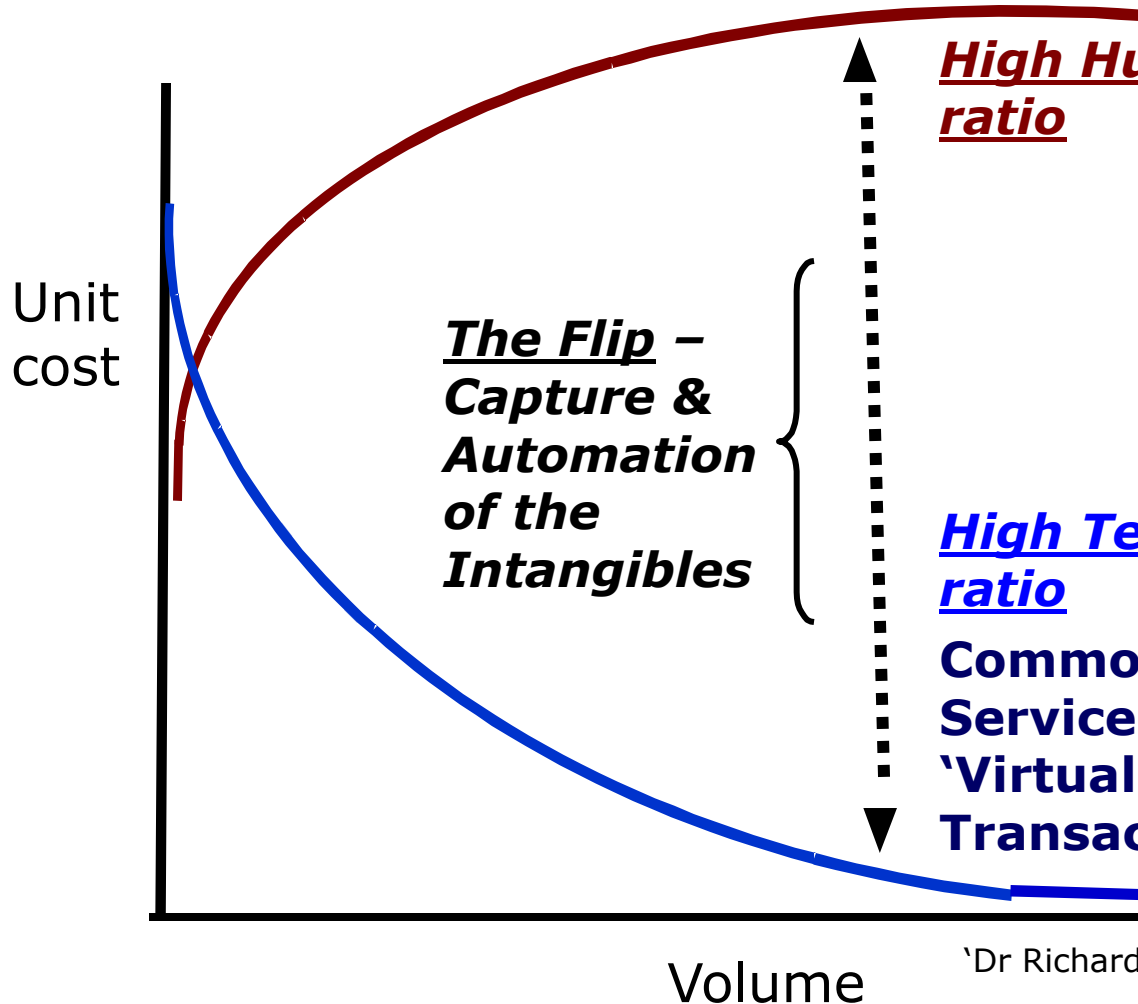 High Hu
ratio
Unit
cost
The Flip –
Capture &
Automation
of the
Intangibles
High Te
ratio
Commo
Service
‘Virtual
Transac
Volume
‘Dr Richard